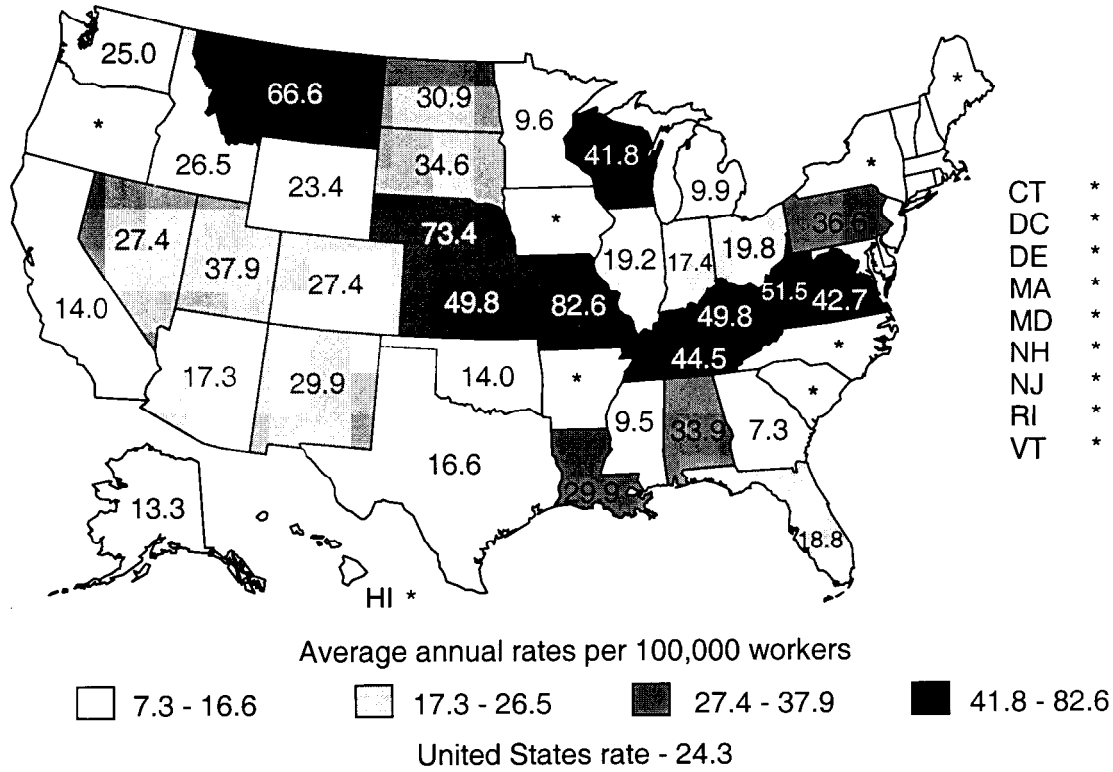 25.0
66.6
30.9
9.6
*
*
26.5
34.6
41.8
*
23.4
9.9
CT *
73.4
*
36.6
DC *
27.4
37.9
27.4
19.2
17.4
19.8
DE *
14.0
49.8
82.6
51.5
42.7
MA *
49.8
MD *
44.5
*
NH *
17.3
29.9
14.0
*
*
NJ *
9.5
33.9
7.3
RI *
16.6
VT *
29.9
13.3
18.8
HI *
Average annual rates per 100,000 workers
7.3 - 16.6
17.3 - 26.5
27.4 - 37.9
41.8 - 82.6
United States rate - 24.3